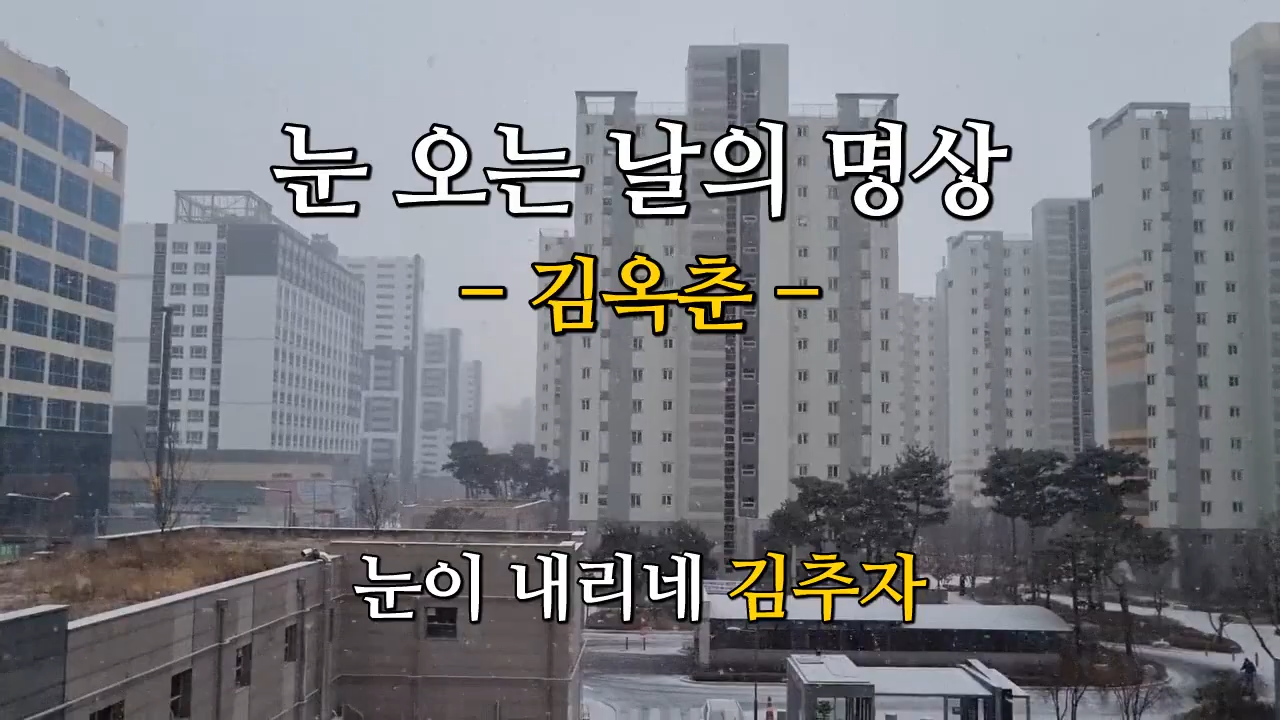 눈 오는 날의 명상
- 김옥춘 -
눈이 내리네 김추자